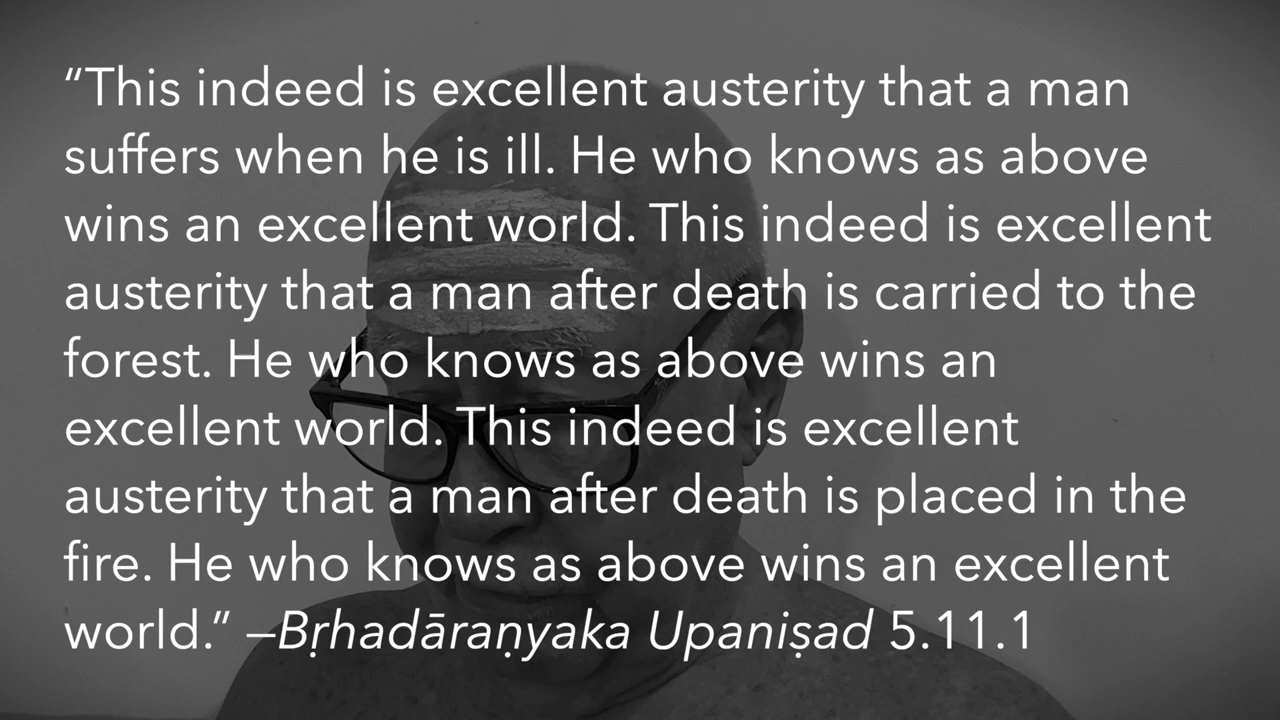 “This indeed is excellent austerity that a man
suffers when he is ill. He who knows as above
wins an excellent world. This indeed is excellent
austerity that a man after death is carried to the
forest. He who knows as above wins an
excellent world. This indeed is excellent
austerity that a man after death is placed in the
fire. He who knows as above wins an excellent
world.” –Bṛhadāraṇyaka Upaniṣad 5.11.1